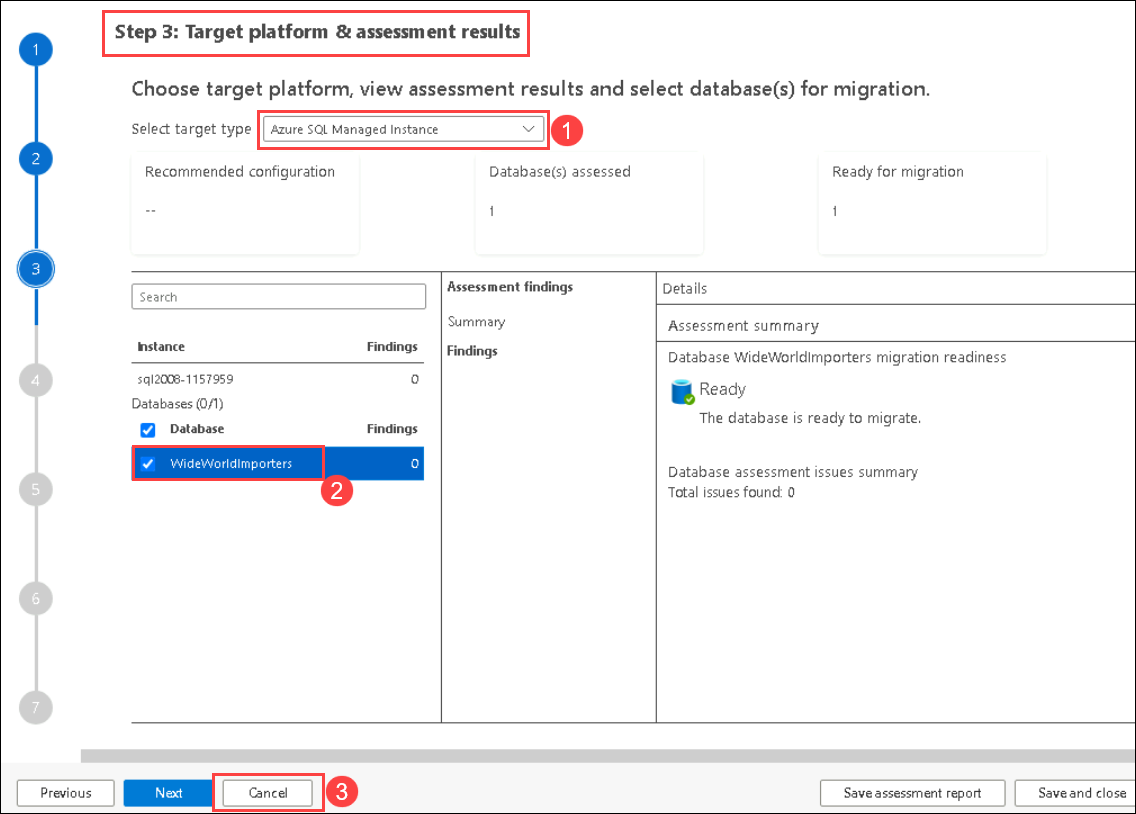 Step 3: Target platform & assessment results
1
Choose target platform, view assessment results and select database(s) for migration.
Select target type
Azure SQL Managed Instance
1
2
Recommended configuration
--
Database(s) assessed
1
Ready for migration
1
3
Search
Instance Findings
sql2008-1157959 0
Databases (0/1)
Database Findings
WideWorldImporters 0
2
Assessment findings
Summary
Findings
Details
Assessment summary
Database WideWorldImporters migration readiness
Ready
The database is ready to migrate.
Database assessment issues summary
Total issues found: 0
4
5
6
7
Previous
Next
Cancel
3
Save assessment report
Save and close